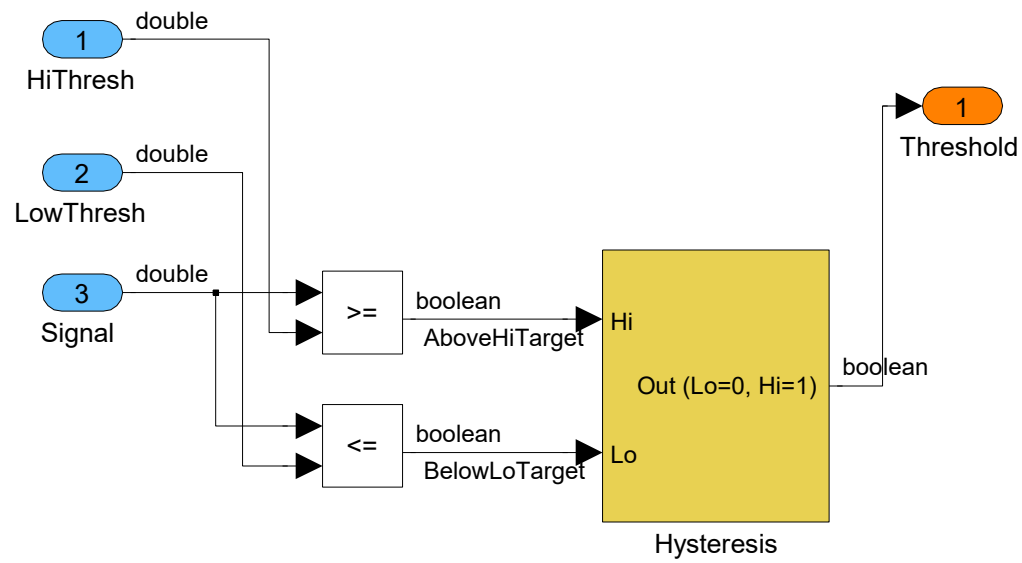 double
1
HiThresh
double
2
LowThresh
double
3
Signal
>=
boolean
AboveHiTarget
<=
boolean
BelowLoTarget
Hi
Out (Lo=0, Hi=1)
Lo
Hysteresis
boolean
1
Threshold